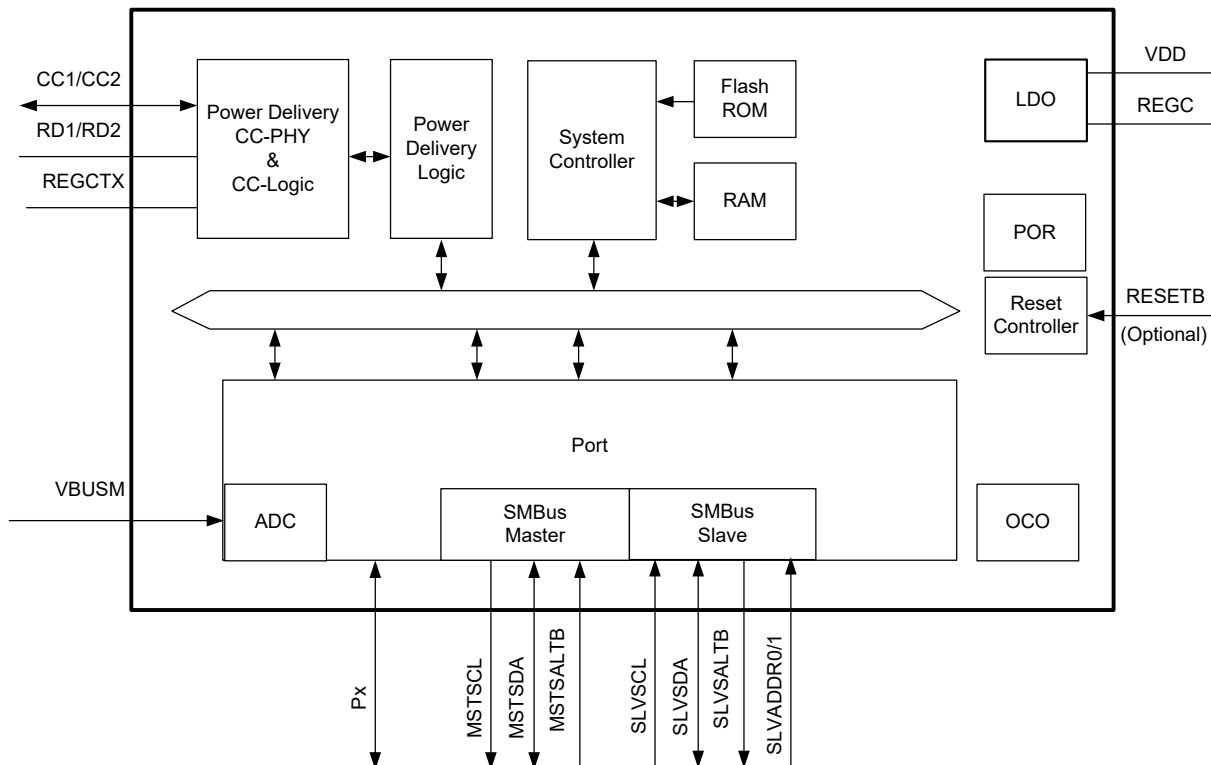 CC1/CC2
RD1/RD2
REGCTX
Power Delivery
CC-PHY
&
CC-Logic
Power
Delivery
Logic
System
Controller
Flash
ROM
RAM
LDO
VDD
REGC
POR
Reset
Controller
RESETB
(Optional)
Port
VBUSM
ADC
SMBus
Master
SMBus
Slave
OCO
Px
MSTSCL
MSTSDA
MSTSALTB
SLVSCL
SLVSDA
SLVSALTB
SLVADDR0/1